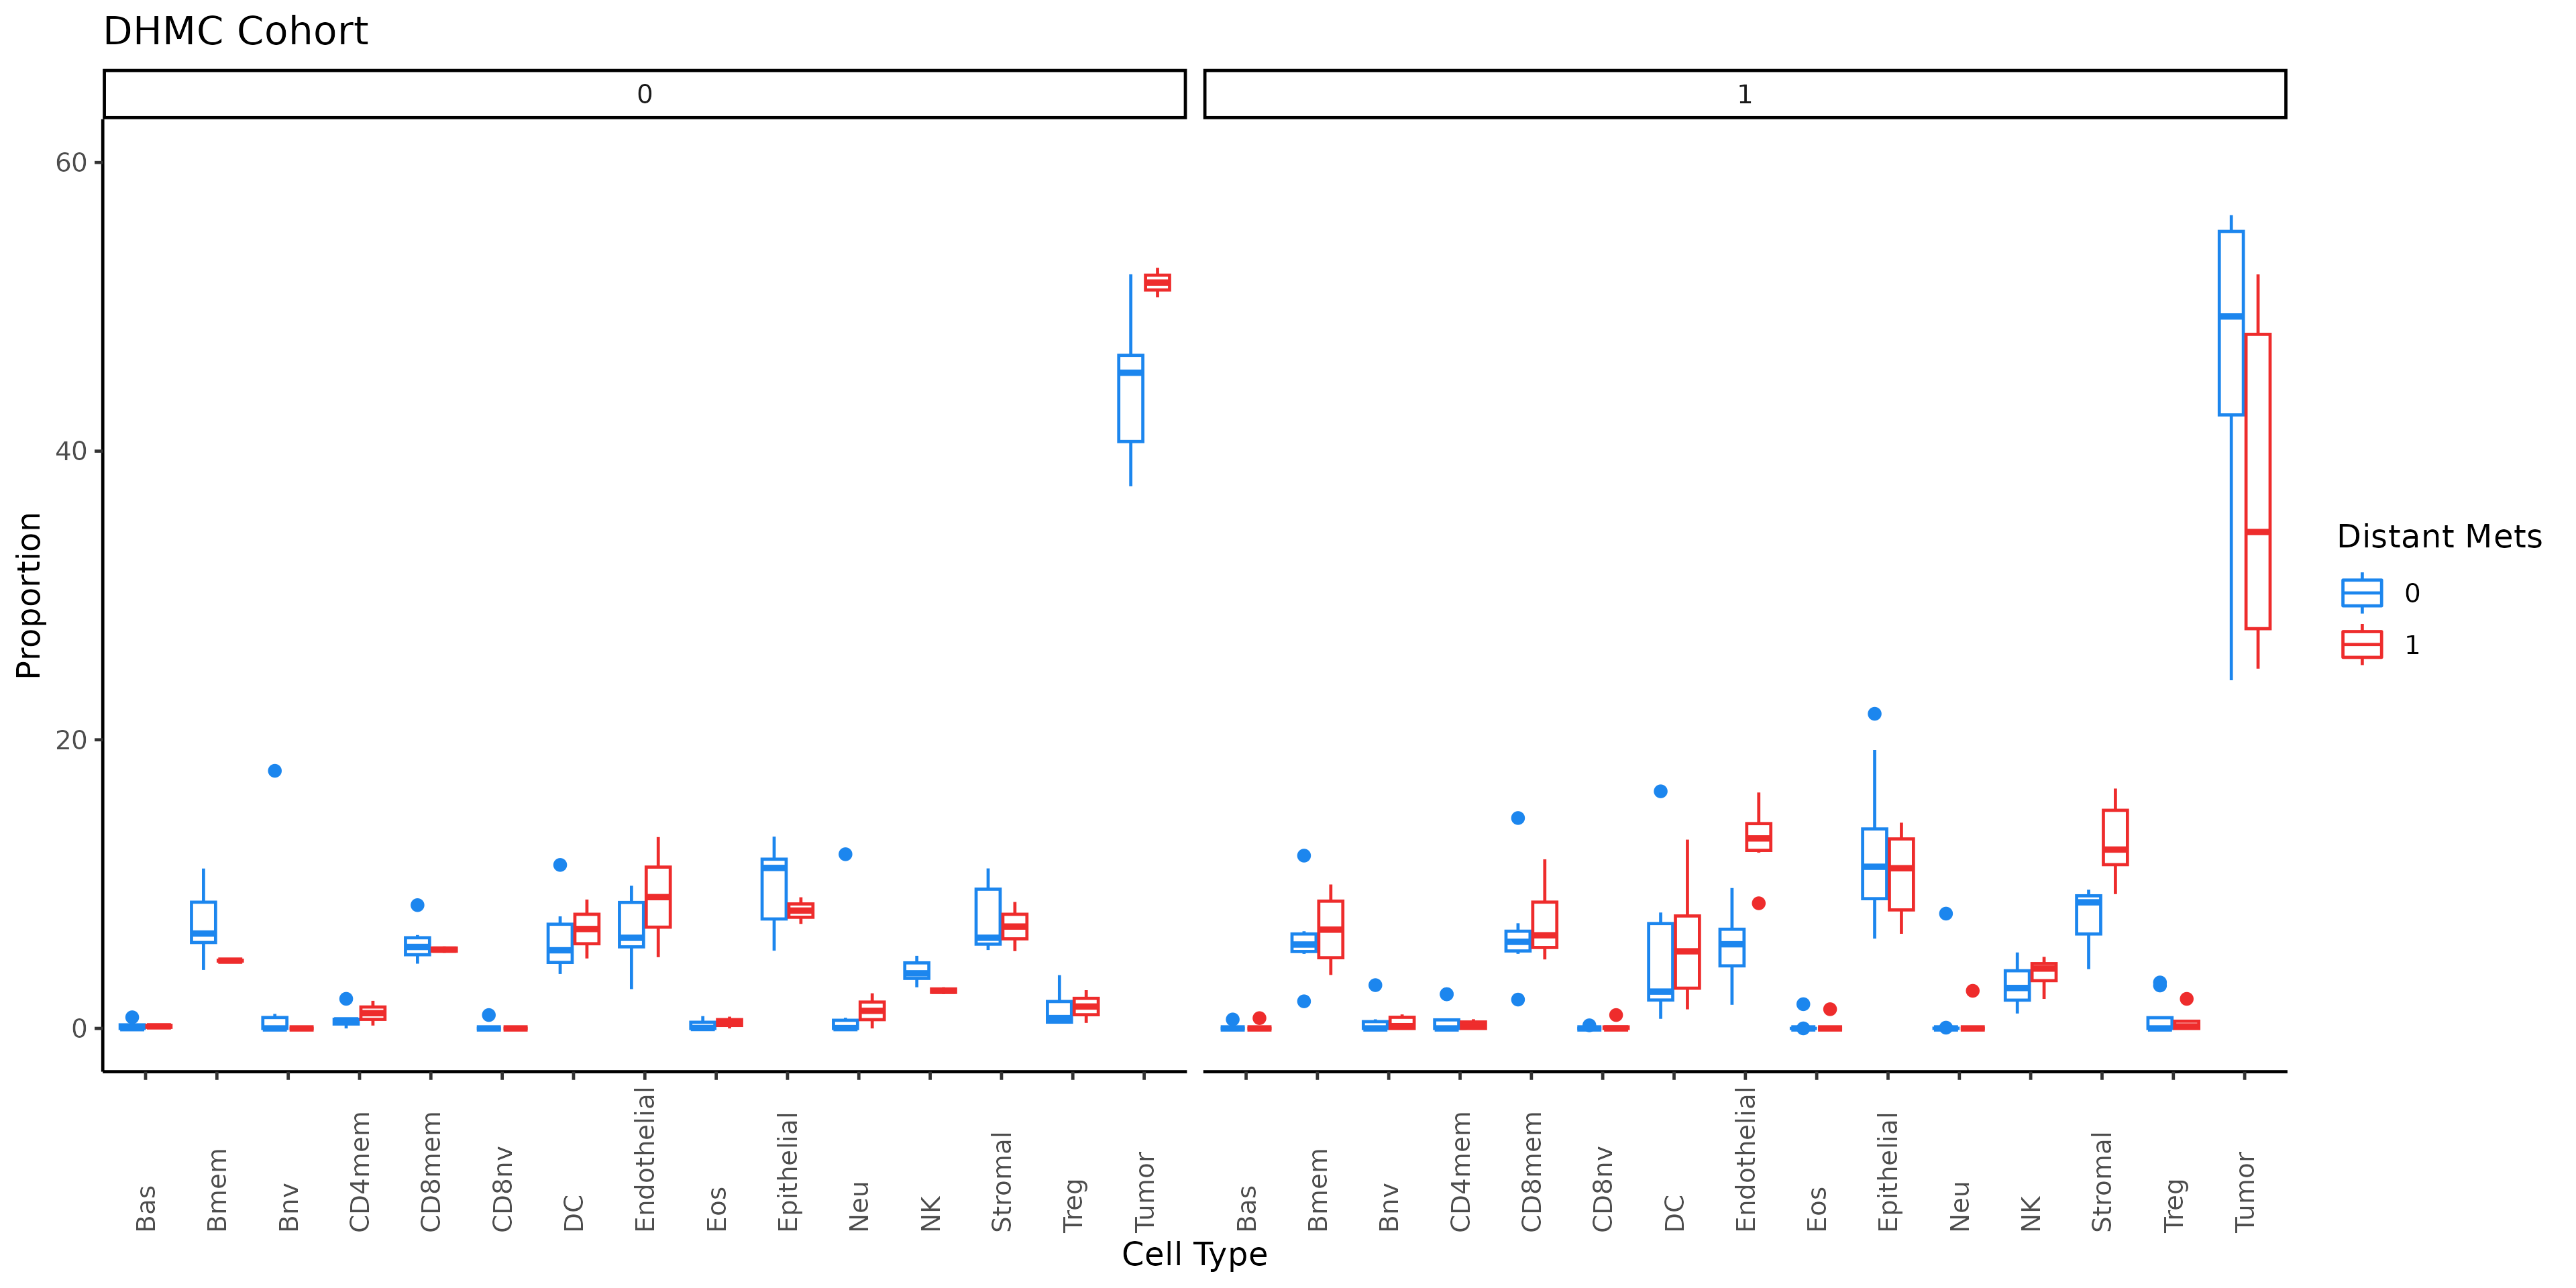 DHMC Cohort
0
1
60
40
20
0
Proportion
Bas
Bmem
Bnv
CD4mem
CD8mem
CD8nv
DC
Endothelial
Eos
Epithelial
Neu
NK
Stromal
Treg
Tumor
Bas
Bmem
Bnv
CD4mem
CD8mem
CD8nv
DC
Endothelial
Eos
Epithelial
Neu
NK
Stromal
Treg
Tumor
Cell Type
Distant Mets
0
1